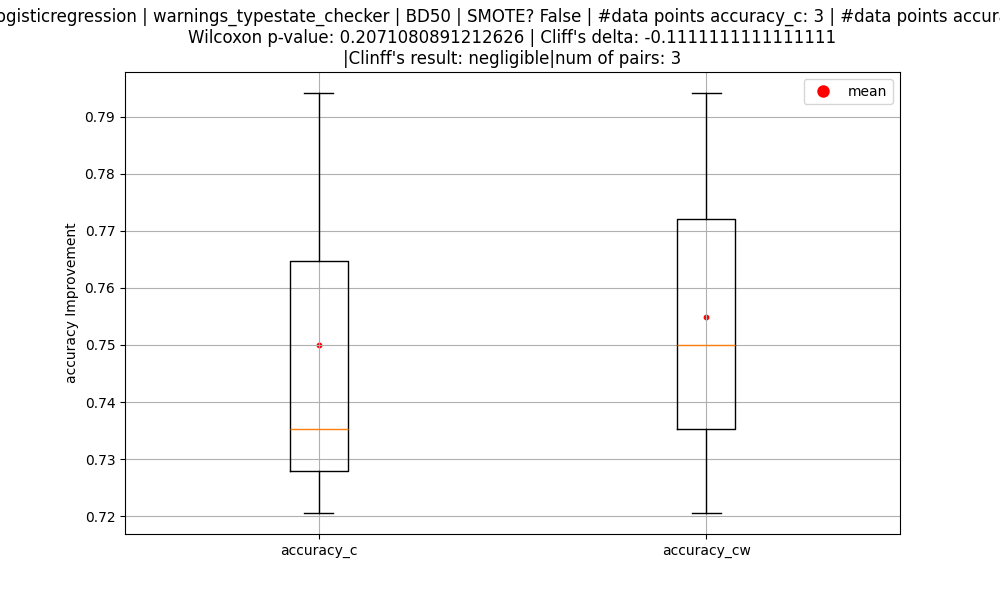 ogisticregression | warnings_typestate_checker | BD50 | SMOTE? False | #data points accuracy_c: 3 | #data points accura
Wilcoxon p-value: 0.2071080891212626 | Cliff's delta: -0.1111111111111111
|Clinff's result: negligible|num of pairs: 3
mean
0.79
0.78
0.77
0.76
0.75
0.74
0.73
0.72
accuracy Improvement
accuracy_c
accuracy_cw